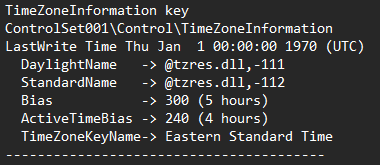 TimeZoneInformation key
ControlSet001\Control\TimeZoneInformation
LastWrite Time Thu Jan  1 00:00:00 1970 (UTC)
  DaylightName   -> @tzres.dll,-111
  StandardName   -> @tzres.dll,-112
  Bias           -> 300 (5 hours)
  ActiveTimeBias -> 240 (4 hours)
  TimeZoneKeyName-> Eastern Standard Time
----------------------------------------